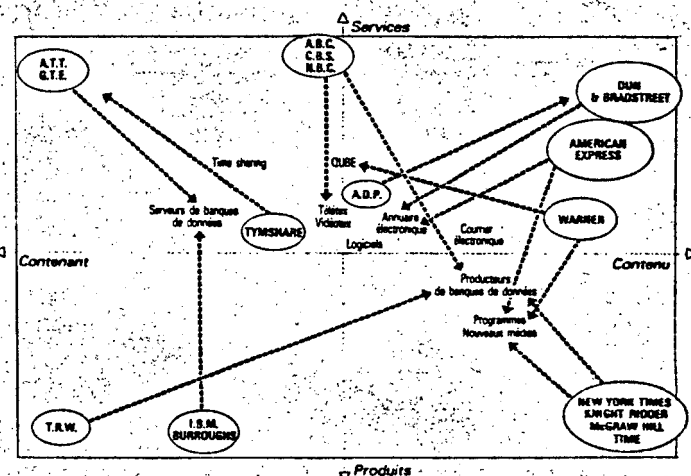 Services
A.T.T.
G.T.E.
A.B.C.
C.B.S.
N.B.C.
DUN
& BRADSTREET
AMERICAN
EXPRESS
Time sharing
QUBE
A.D.P.
Serveurs de banques
de données
TYMSHARE
Télétex
Vidéotex
Annuaire
électronique
Courrier
électronique
WARNER
Logiciels
Contenant
Contenu
Producteurs
de banques de données
Programmes
Nouveaux médias
T.R.W.
I.B.M.
BURROUGHS
NEW YORK TIMES
KNIGHT RIDDER
McGRAW HILL
TIME
Produits